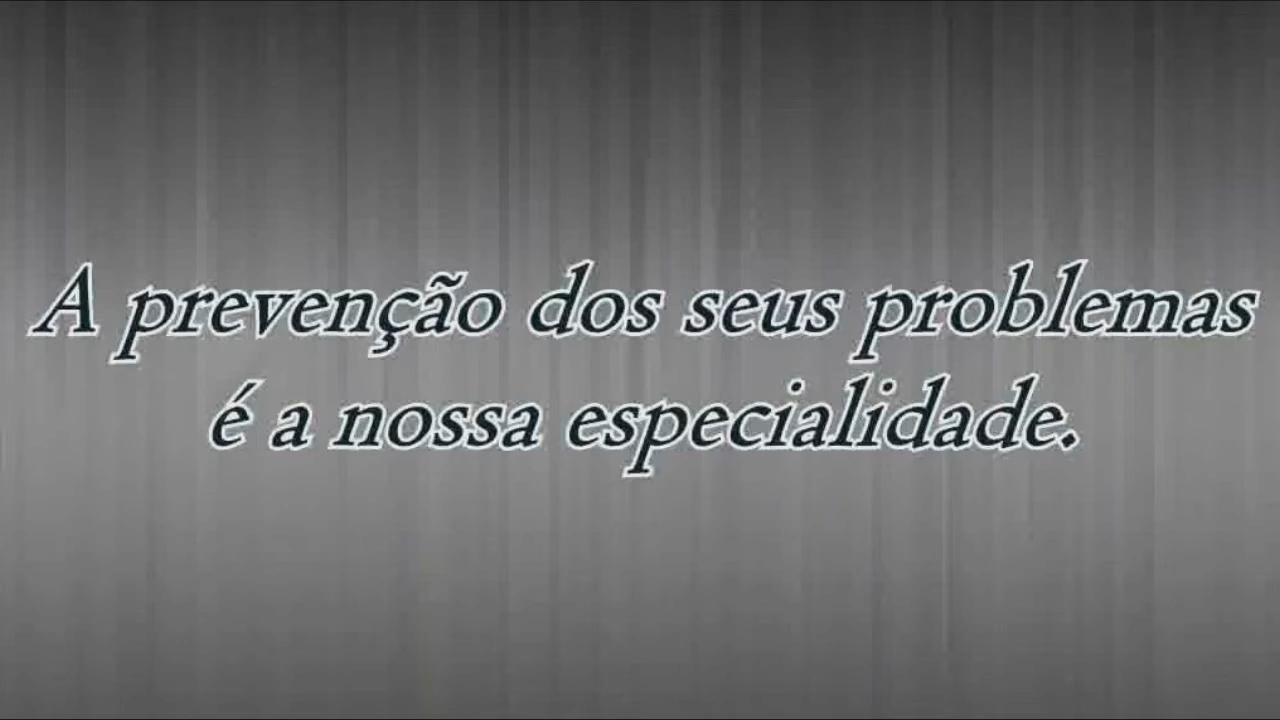 A prevenção dos seus problemas
é a nossa especialidade.